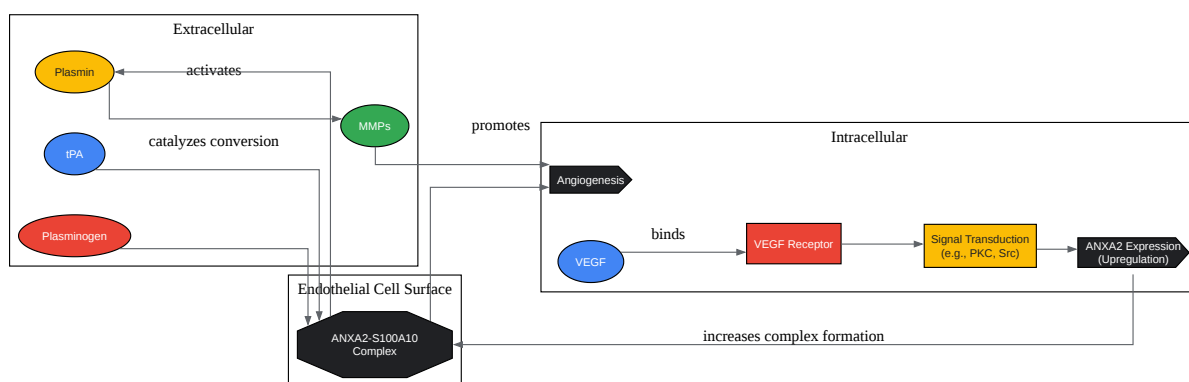 Extracellular
Plasmin
activates
MMPs
catalyzes conversion
tPA
Plasminogen
promotes
Intracellular
Angiogenesis
VEGF
binds
VEGF Receptor
Signal Transduction
(e.g., PKC, Src)
ANXA2 Expression
(Upregulation)
Endothelial Cell Surface
ANXA2-S100A10
Complex
increases complex formation